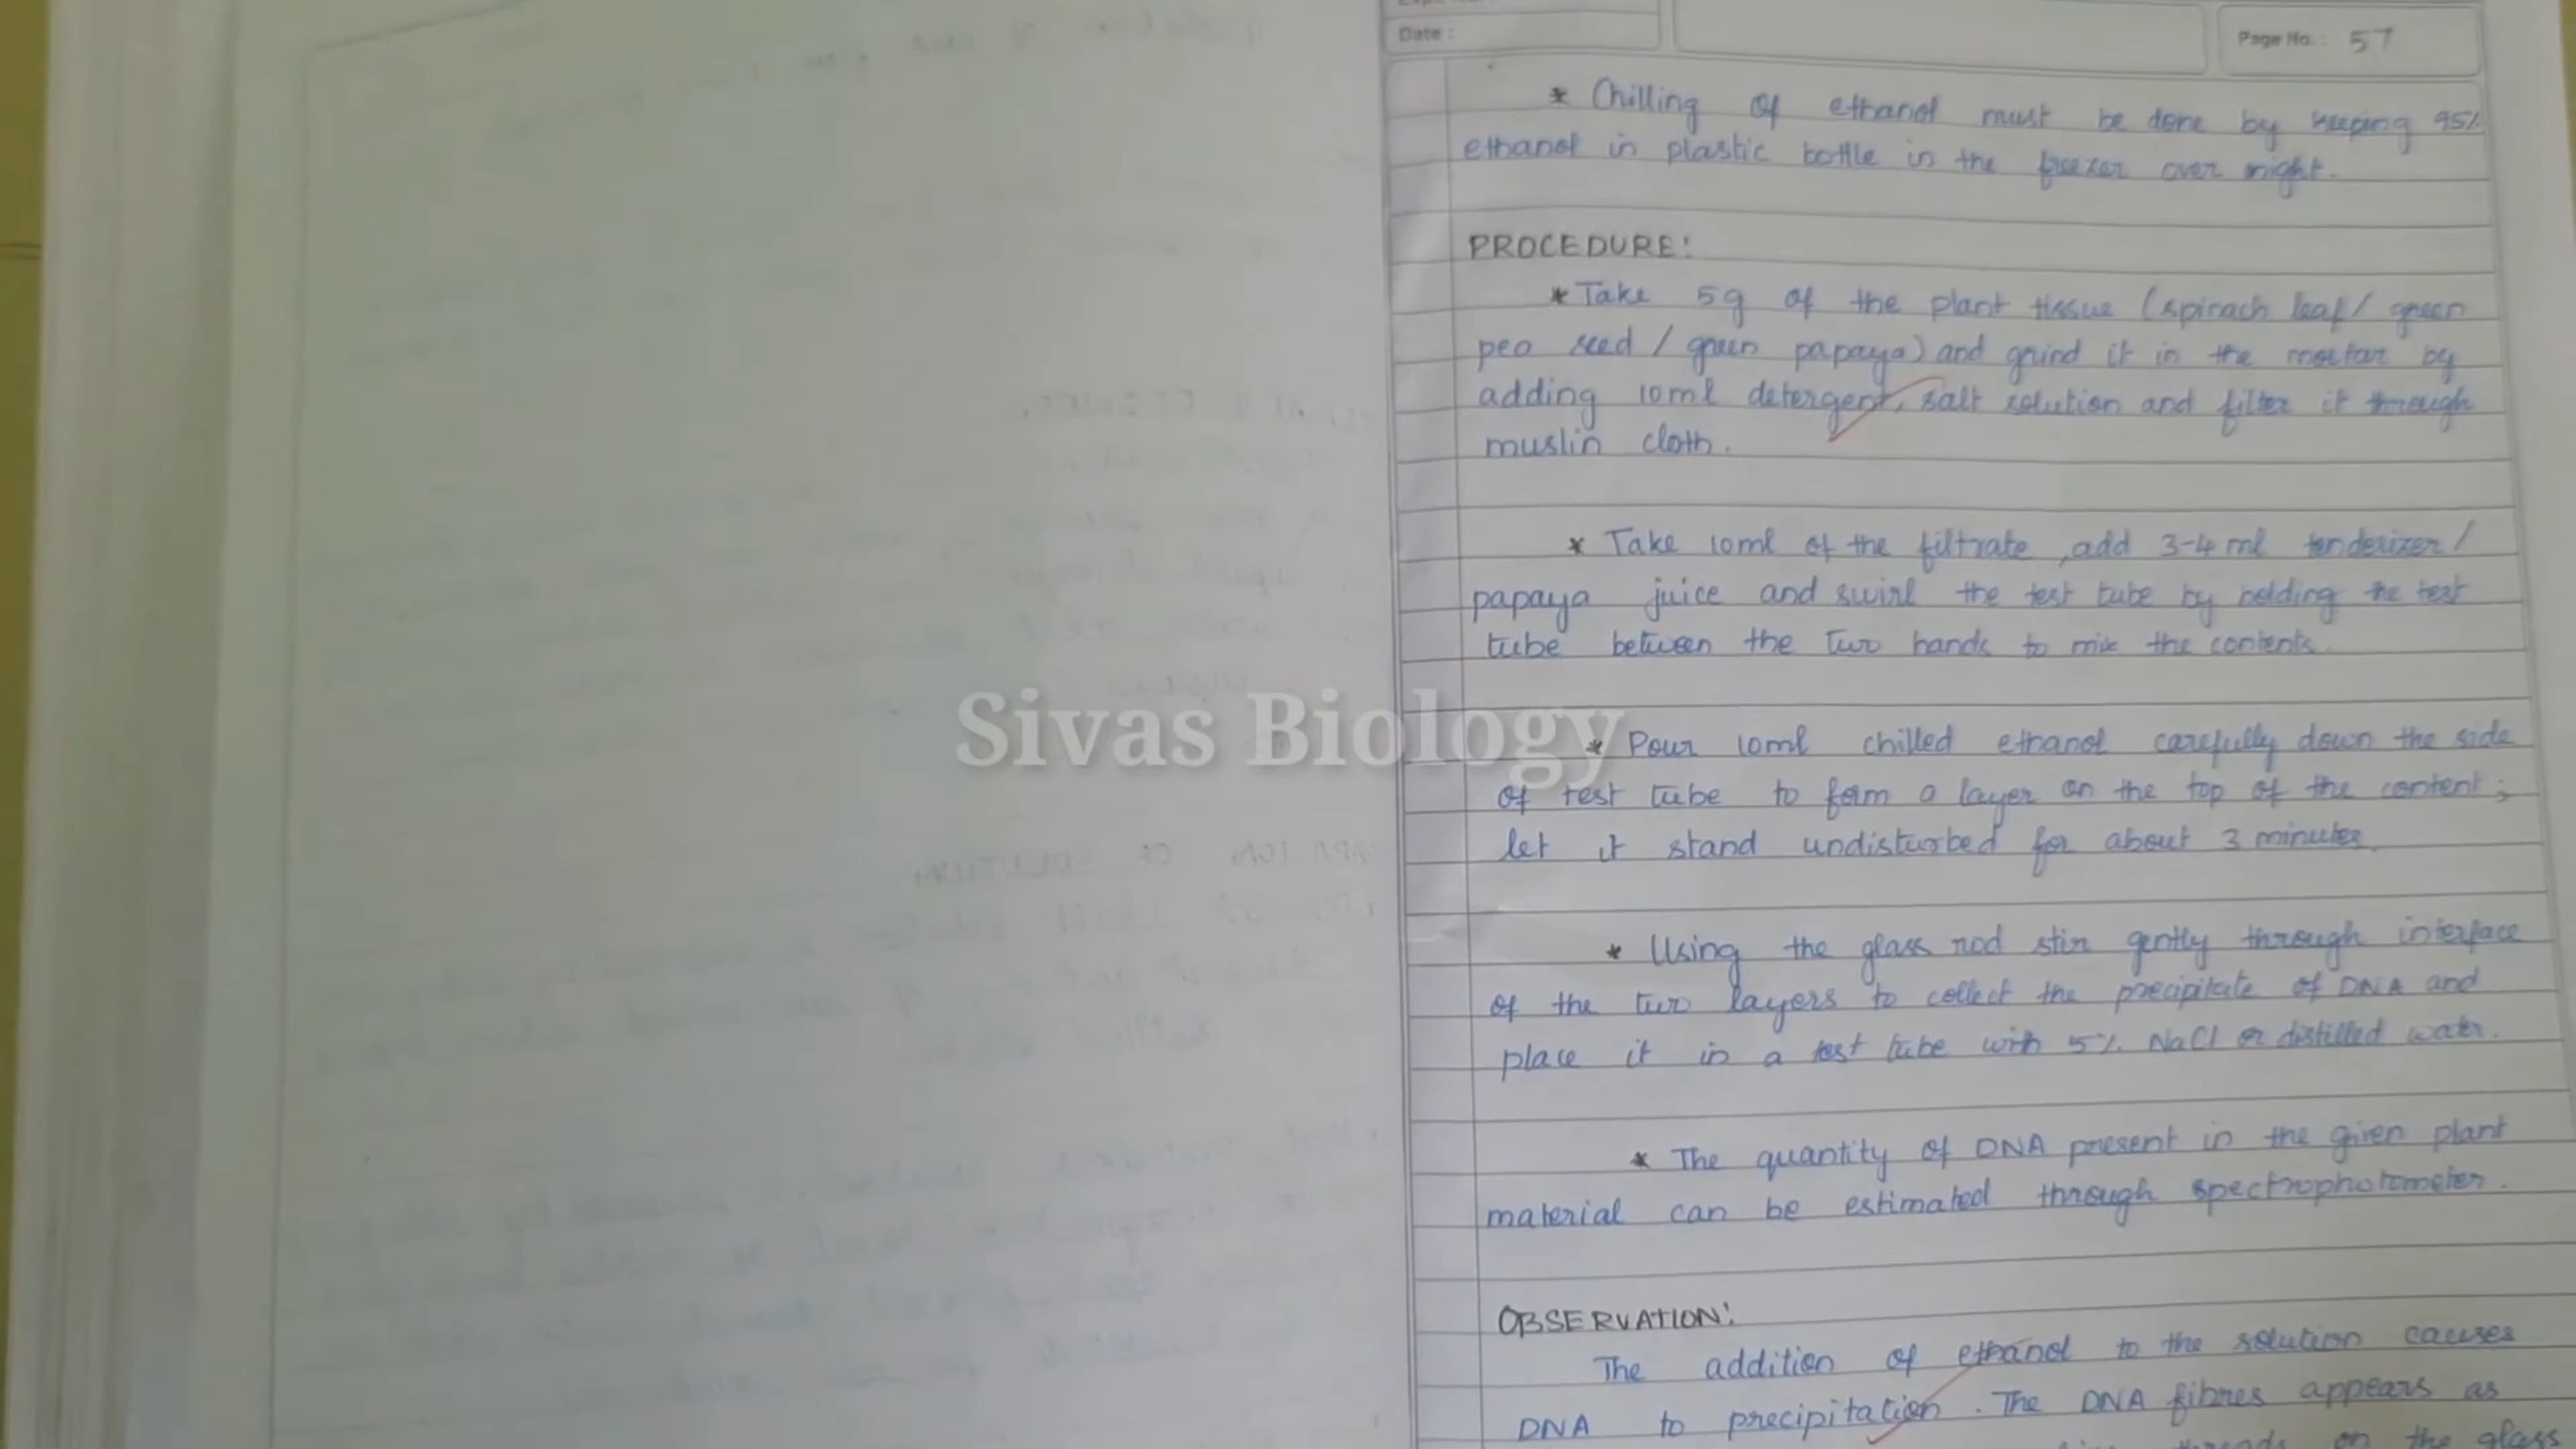 Date :
Page No. : 57
* Chilling of ethanol must be done by keeping 95%
ethanol in plastic bottle in the freezer over night.
PROCEDURE:
* Take 5g of the plant tissue (spinach leaf / green
pea seed / green papaya) and grind it in the mortar by
adding 10ml detergent, salt solution and filter it through
muslin cloth.
* Take 10ml of the filtrate, add 3-4 ml tenderizer /
papaya juice and swirl the test tube by holding the test
tube between the two hands to mix the contents.
Sivas Biology
* Pour 10ml chilled ethanol carefully down the side
of test tube to form a layer on the top of the content;
let it stand undisturbed for about 3 minutes.
* Using the glass rod stir gently through interface
of the two layers to collect the precipitate of DNA and
place it in a test tube with 5% NaCl or distilled water.
* The quantity of DNA present in the given plant
material can be estimated through spectrophotometer.
OBSERVATION:
The addition of ethanol to the solution causes
DNA to precipitation. The DNA fibres appears as
threads on the glass